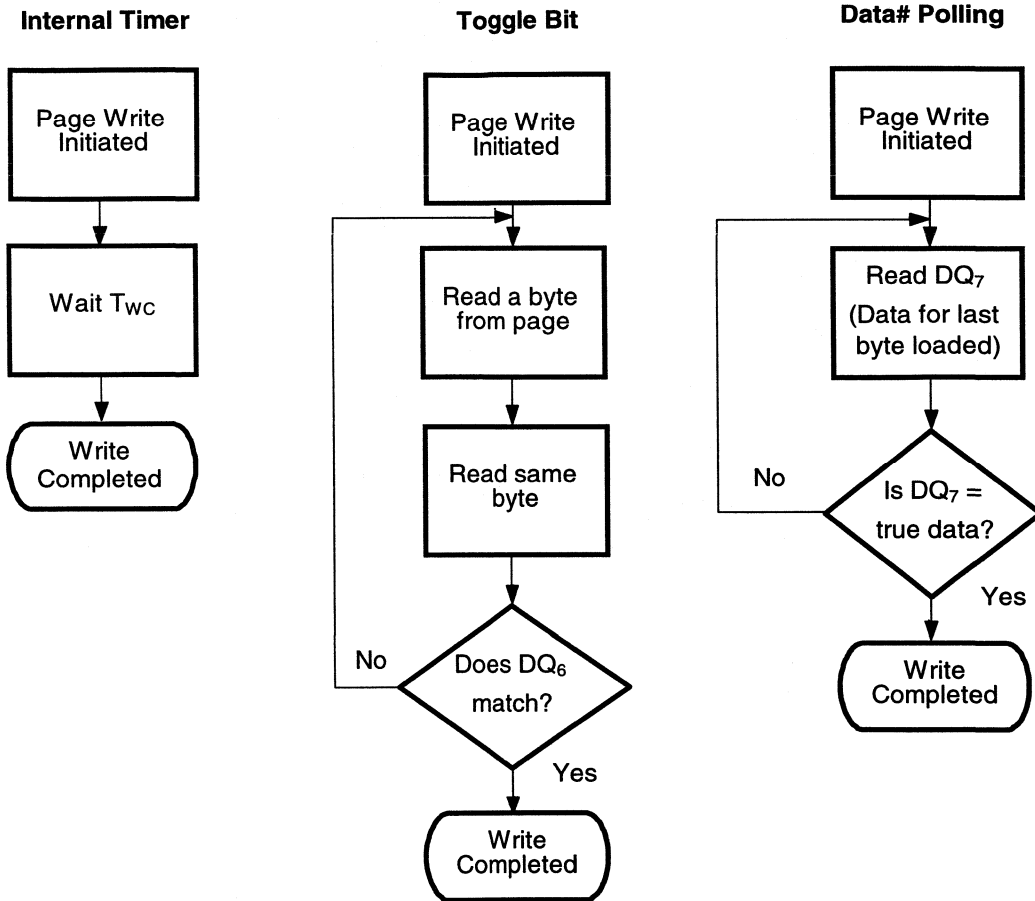 Internal Timer
Page Write
Initiated
Wait TWC
Write
Completed
Toggle Bit
Page Write
Initiated
Read a byte
from page
Read same
byte
Does DQ6
match?
No
Yes
Write
Completed
Data# Polling
Page Write
Initiated
Read DQ7
(Data for last
byte loaded)
Is DQ7 =
true data?
No
Yes
Write
Completed